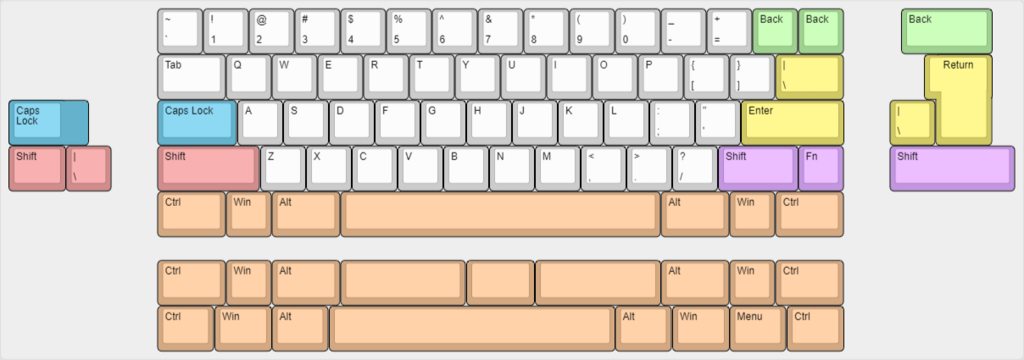 ~ ! @ # $ % ^ & * ( ) _ + Back Back Back
` 1 2 3 4 5 6 7 8 9 0 - =
Tab Q W E R T Y U I O P { } | Return
[ ] \
Caps Lock Caps Lock A S D F G H J K L : " Enter |
; ' \
Shift | Shift Z X C V B N M < > ? Shift Fn Shift
\ , . /
Ctrl Win Alt Alt Win Ctrl
Ctrl Win Alt Alt Win Ctrl
Ctrl Win Alt Alt Win Menu Ctrl